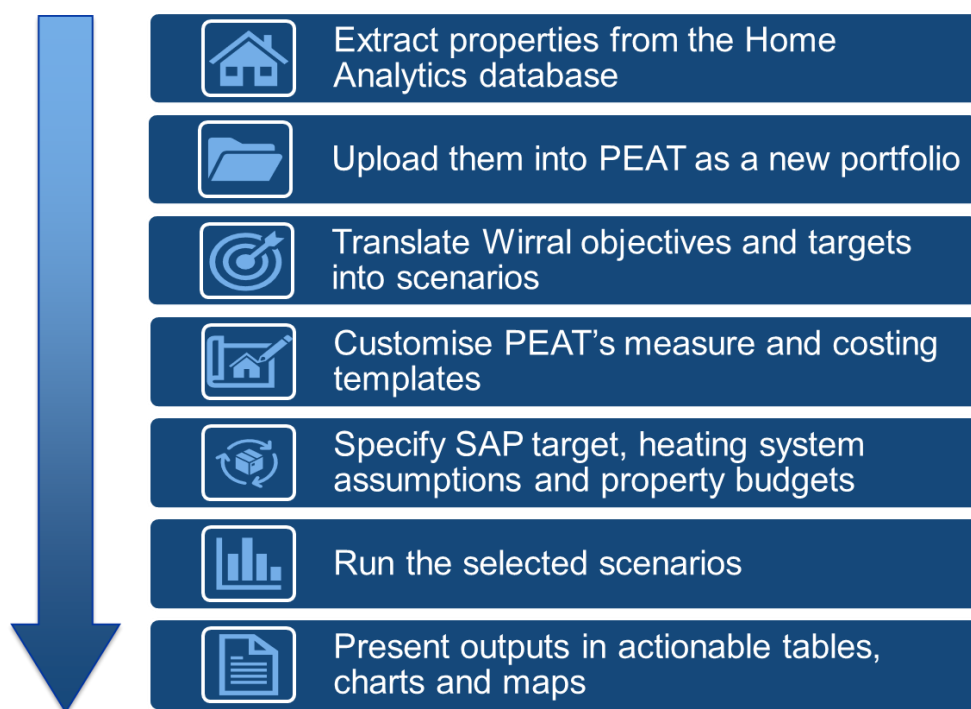 Extract properties from the Home
Analytics database
Upload them into PEAT as a new portfolio
Translate Wirral objectives and targets
into scenarios
Customise PEAT’s measure and costing
templates
Specify SAP target, heating system
assumptions and property budgets
Run the selected scenarios
Present outputs in actionable tables,
charts and maps